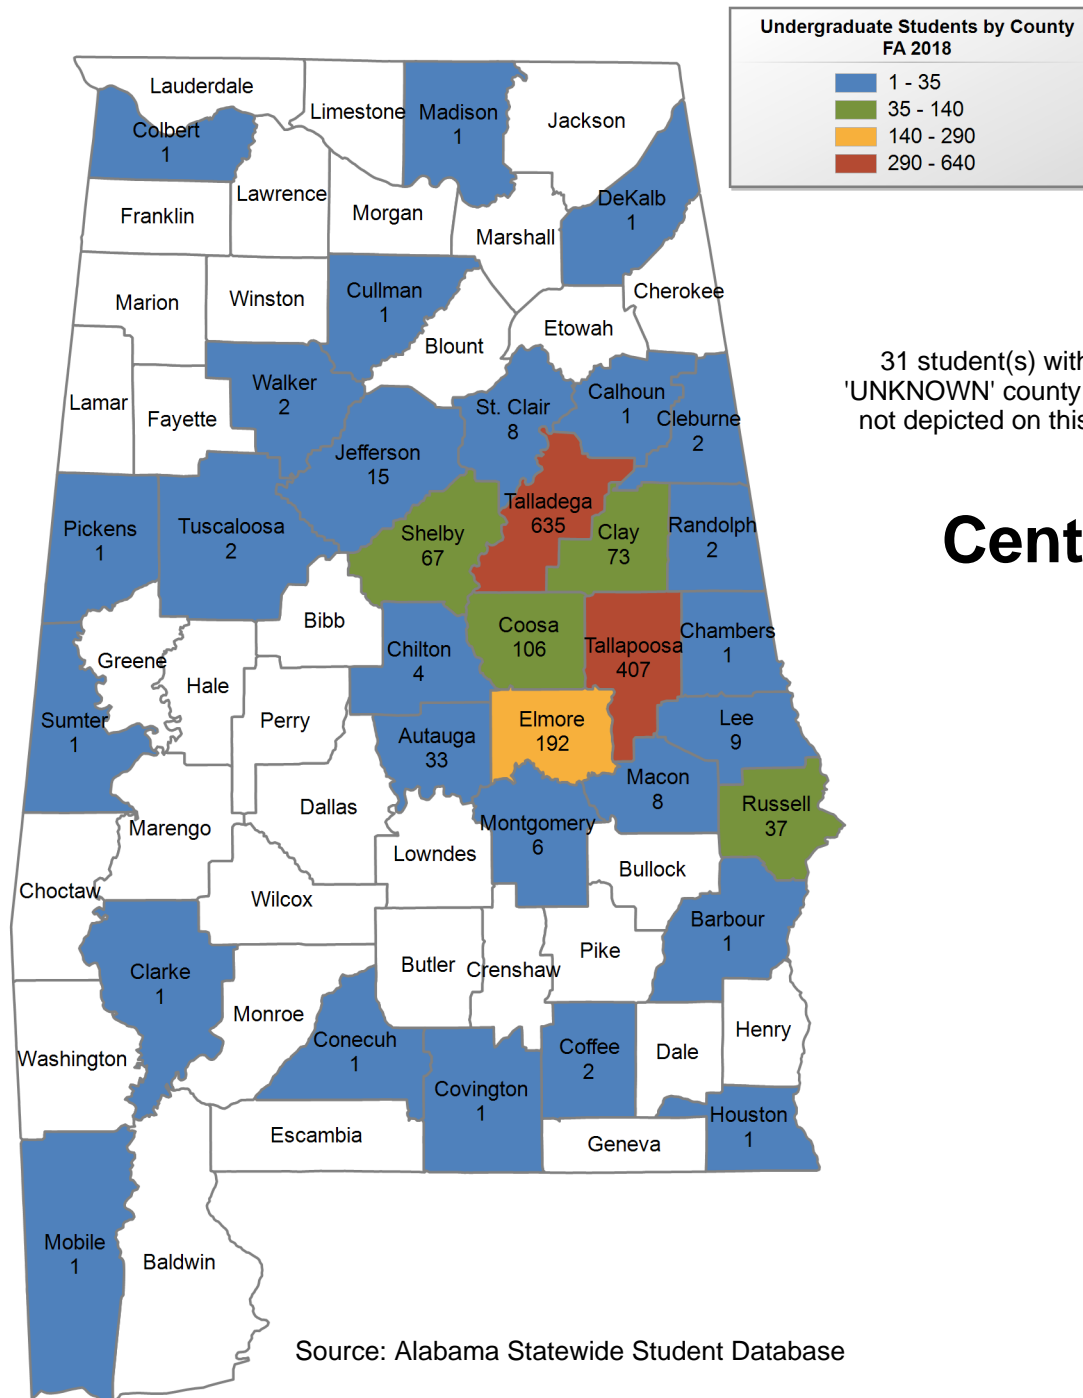 Undergraduate Students by County
FA 2018
1 - 35
35 - 140
140 - 290
290 - 640
Lauderdale
Limestone
Madison
1
Jackson
Colbert
1
Lawrence
DeKalb
1
Franklin
Morgan
Marshall
Marion
Winston
Cullman
1
Cherokee
Etowah
Blount
31 student(s) with
'UNKNOWN' county
not depicted on this
Lamar
Fayette
Walker
2
St. Clair
8
Calhoun
1
Cleburne
2
Jefferson
15
Talladega
635
Pickens
1
Tuscaloosa
2
Shelby
67
Clay
73
Randolph
2
Cent
Bibb
Coosa
106
Tallapoosa
407
Chambers
1
Greene
Hale
Chilton
4
Perry
Sumter
1
Autauga
33
Elmore
192
Lee
9
Macon
8
Dallas
Russell
37
Marengo
Montgomery
6
Lowndes
Bullock
Choctaw
Wilcox
Barbour
1
Clarke
1
Butler
Crenshaw
Pike
Monroe
Henry
Washington
Conecuh
1
Coffee
2
Dale
Covington
1
Houston
1
Escambia
Geneva
Mobile
1
Baldwin
Source: Alabama Statewide Student Database